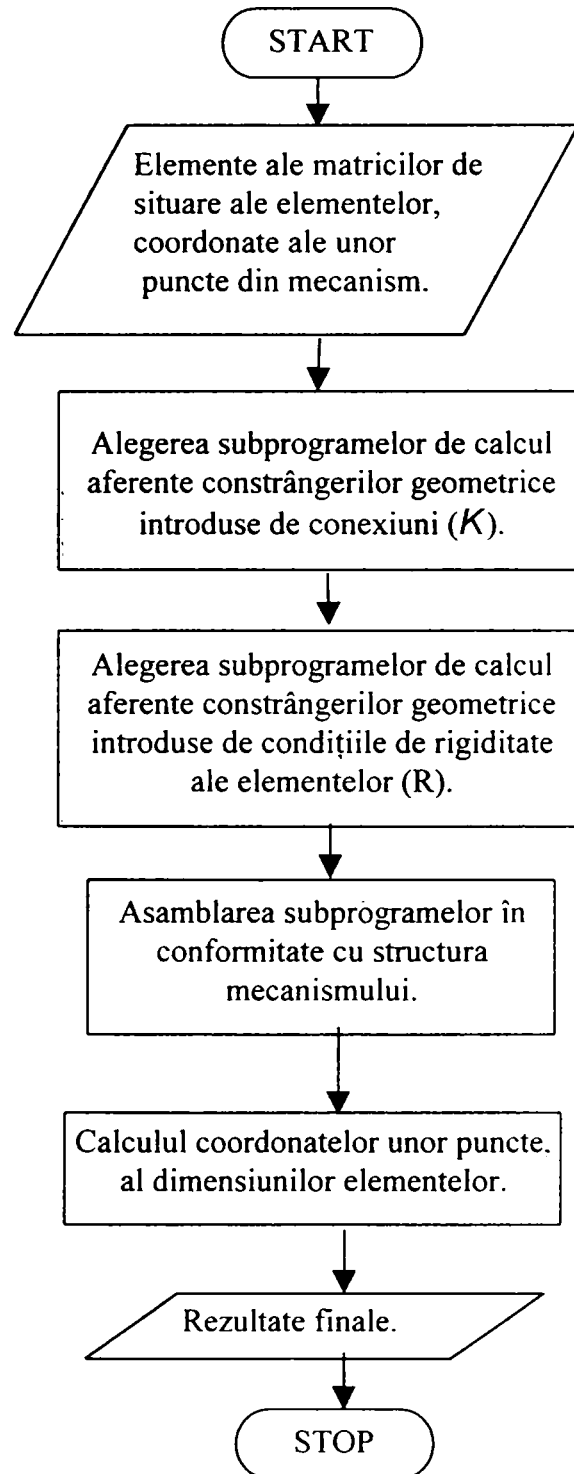 START
Elemente ale matricilor de
situare ale elementelor,
coordonate ale unor
puncte din mecanism.
Alegerea subprogramelor de calcul
aferente constrângerilor geometrice
introduse de conexiuni (K).
Alegerea subprogramelor de calcul
aferente constrângerilor geometrice
introduse de condițiile de rigiditate
ale elementelor (R).
Asamblarea subprogramelor în
conformitate cu structura
mecanismului.
Calculul coordonatelor unor puncte.
al dimensiunilor elementelor.
Rezultate finale.
STOP